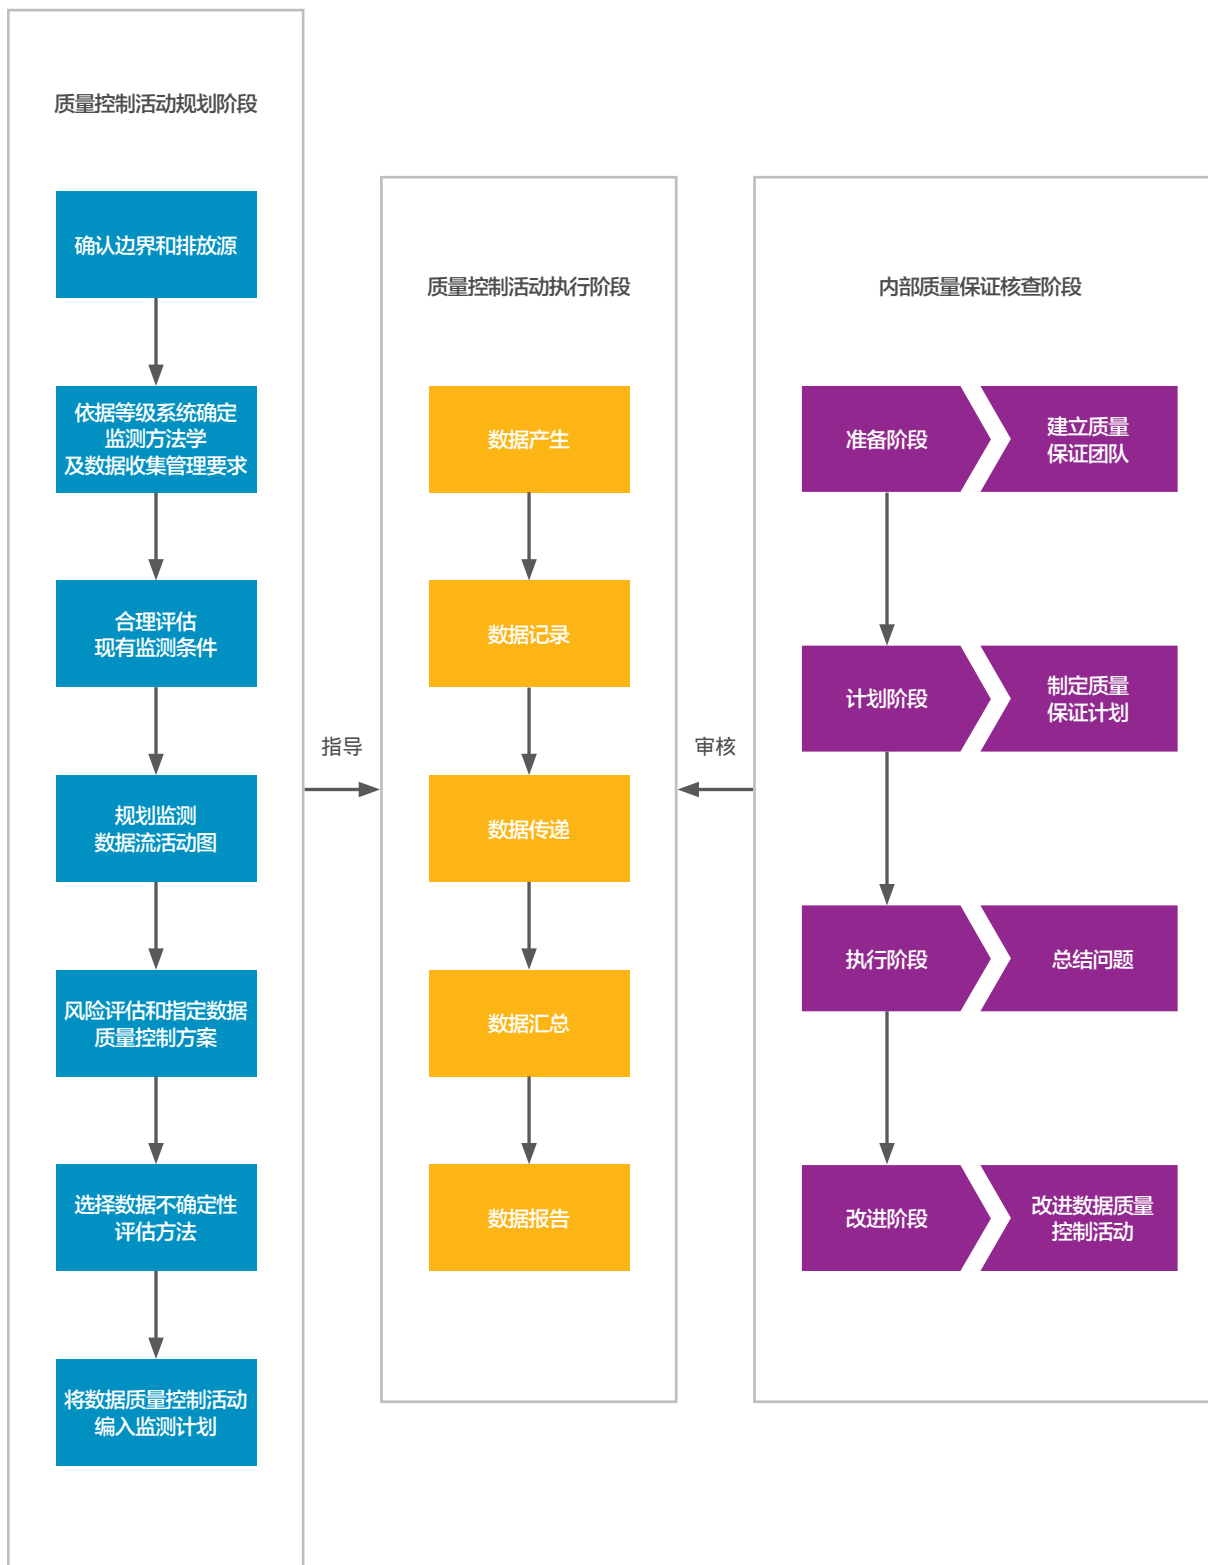 质量控制活动规划阶段
确认边界和排放源
依据等级系统确定
监测方法学
及数据收集管理要求
合理评估
现有监测条件
规划监测
数据流活动图
风险评估和指定数据
质量控制方案
选择数据不确定性
评估方法
将数据质量控制活动
编入监测计划
指导
质量控制活动执行阶段
数据产生
数据记录
数据传递
数据汇总
数据报告
审核
内部质量保证核查阶段
准备阶段
建立质量
保证团队
计划阶段
制定质量
保证计划
执行阶段
总结问题
改进阶段
改进数据质量
控制活动